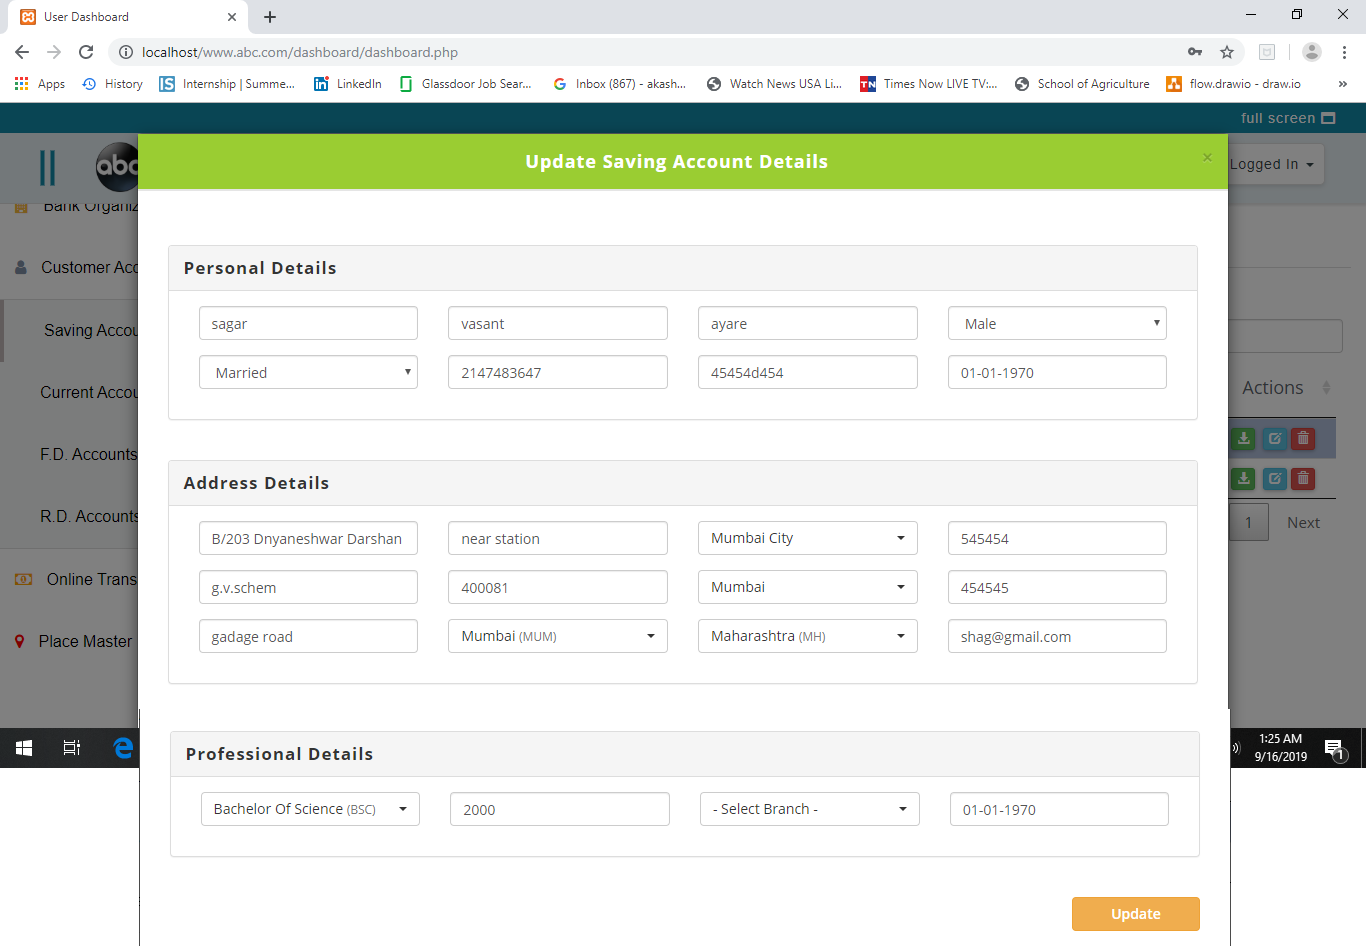 User Dashboard
localhost/www.abc.com/dashboard/dashboard.php
Apps History Internship | Summe... LinkedIn Glassdoor Job Sear... Inbox (867) - akash... Watch News USA Li... Times Now LIVE TV:... School of Agriculture flow.drawio - draw.io »
full screen
abc
Update Saving Account Details ×
Logged In
Bank Organiz
Customer Acc
Saving Accou
Current Accou
F.D. Accounts
R.D. Accounts
Online Trans
Place Master
Personal Details
sagar vasant ayare Male
Married 2147483647 45454d454 01-01-1970
Actions
1 Next
Address Details
B/203 Dnyaneshwar Darshan near station Mumbai City 545454
g.v.schem 400081 Mumbai 454545
gadage road Mumbai (MUM) Maharashtra (MH) shag@gmail.com
1:25 AM
9/16/2019
1
Professional Details
Bachelor Of Science (BSC) 2000 - Select Branch - 01-01-1970
Update